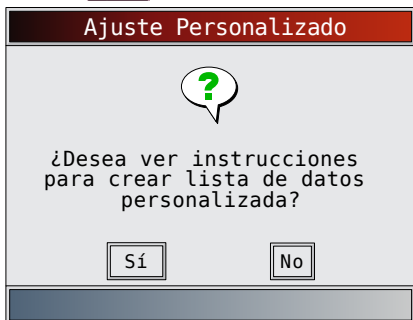 Ajuste Personalizado
?
¿Desea ver instrucciones
para crear lista de datos
personalizada?
Sí No